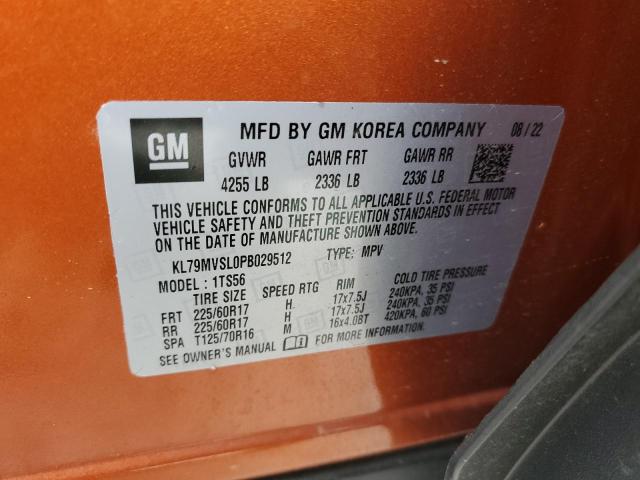 GM MFD BY GM KOREA COMPANY 08/22
GVWR GAWR FRT GAWR RR
4255 LB 2336 LB 2336 LB
THIS VEHICLE CONFORMS TO ALL APPLICABLE U.S. FEDERAL MOTOR
VEHICLE SAFETY AND THEFT PREVENTION STANDARDS IN EFFECT
ON THE DATE OF MANUFACTURE SHOWN ABOVE.
KL79MVSL0PB029512 TYPE: MPV
MODEL: 1TS56
TIRE SIZE SPEED RTG RIM COLD TIRE PRESSURE
FRT 225/60R17 H. 17x7.5J 240KPA, 35 PSI
RR 225/60R17 H 17x7.5J 240KPA, 35 PSI
SPA T125/70R16 M 16x4.0BT 420KPA, 60 PSI
SEE OWNER'S MANUAL FOR MORE INFORMATION.